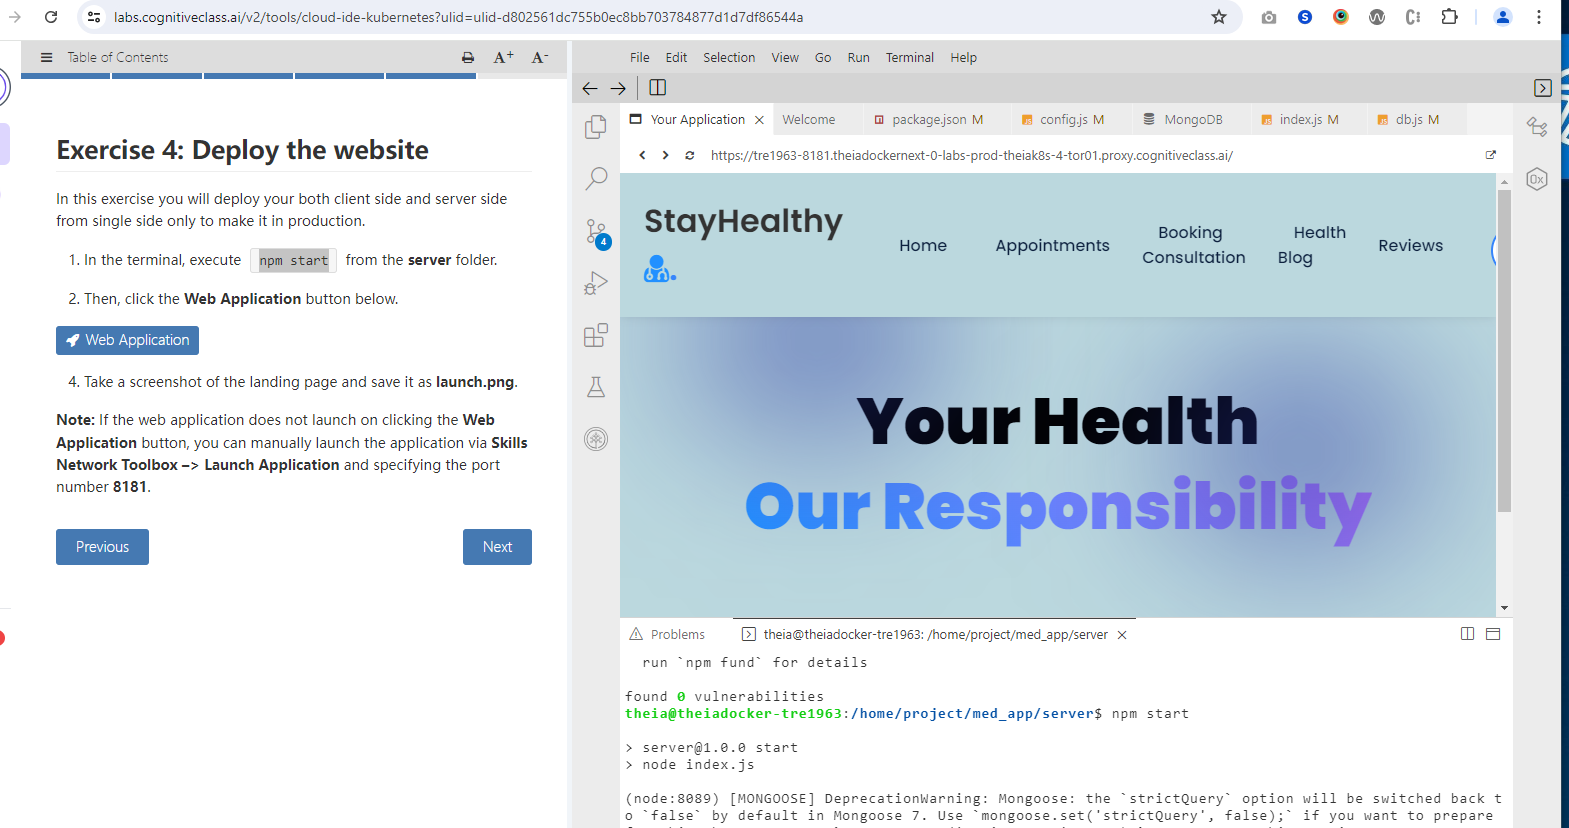 labs.cognitiveclass.ai/v2/tools/cloud-ide-kubernetes?ulid=ulid-d802561dc755b0ec8bb703784877d1d7df86544a
Table of Contents
A+
A-
Exercise 4: Deploy the website
In this exercise you will deploy your both client side and server side
from single side only to make it in production.
1. In the terminal, execute npm start from the server folder.
2. Then, click the Web Application button below.
Web Application
4. Take a screenshot of the landing page and save it as launch.png.
Note: If the web application does not launch on clicking the Web
Application button, you can manually launch the application via Skills
Network Toolbox –> Launch Application and specifying the port
number 8181.
Previous
Next
File Edit Selection View Go Run Terminal Help
Your Application
Welcome
package.json M
config.js M
MongoDB
index.js M
db.js M
https://tre1963-8181.theiadockernext-0-labs-prod-theiak8s-4-tor01.proxy.cognitiveclass.ai/
4
0x
StayHealthy
Home
Appointments
Booking
Consultation
Health
Blog
Reviews
Your Health
Our Responsibility
Problems
theia@theiadocker-tre1963: /home/project/med_app/server
run `npm fund` for details
found 0 vulnerabilities
theia@theiadocker-tre1963:/home/project/med_app/server$ npm start
> server@1.0.0 start
> node index.js
(node:8089) [MONGOOSE] DeprecationWarning: Mongoose: the `strictQuery` option will be switched back t
o `false` by default in Mongoose 7. Use `mongoose.set('strictQuery', false);` if you want to prepare